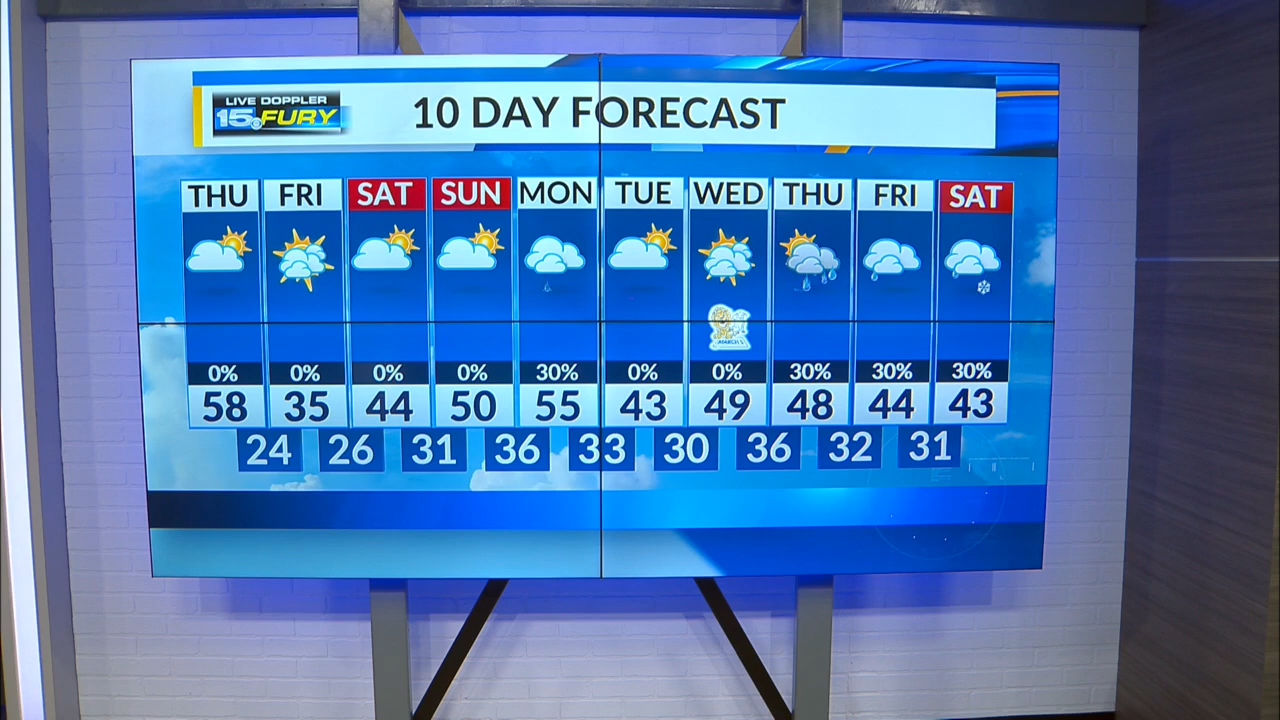 LIVE DOPPLER
15 FURY
10 DAY FORECAST
THU FRI SAT SUN MON TUE WED THU FRI SAT
MARCH 1
0% 0% 0% 0% 30% 0% 0% 30% 30% 30%
58 35 44 50 55 43 49 48 44 43
24 26 31 36 33 30 36 32 31